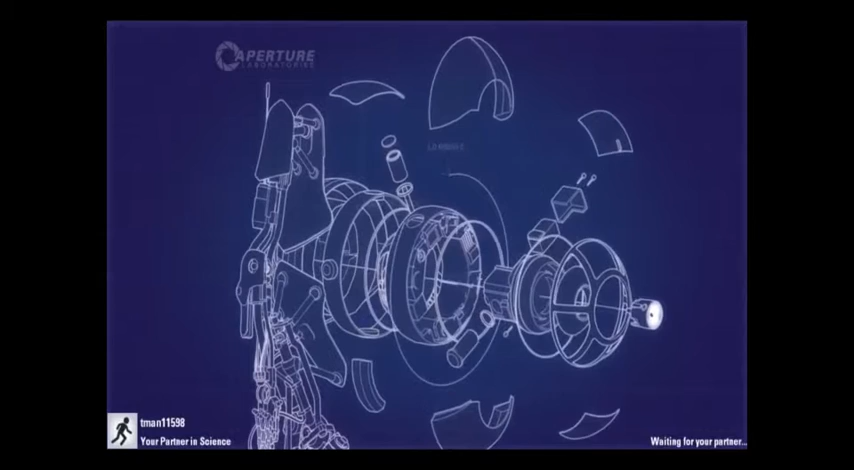 APERTURE
LABORATORIES
tman11598
Your Partner in Science
Waiting for your partner...